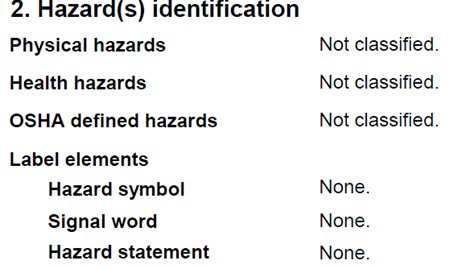 2. Hazard(s) identification
Physical hazards Not classified.
Health hazards Not classified.
OSHA defined hazards Not classified.
Label elements
Hazard symbol None.
Signal word None.
Hazard statement None.